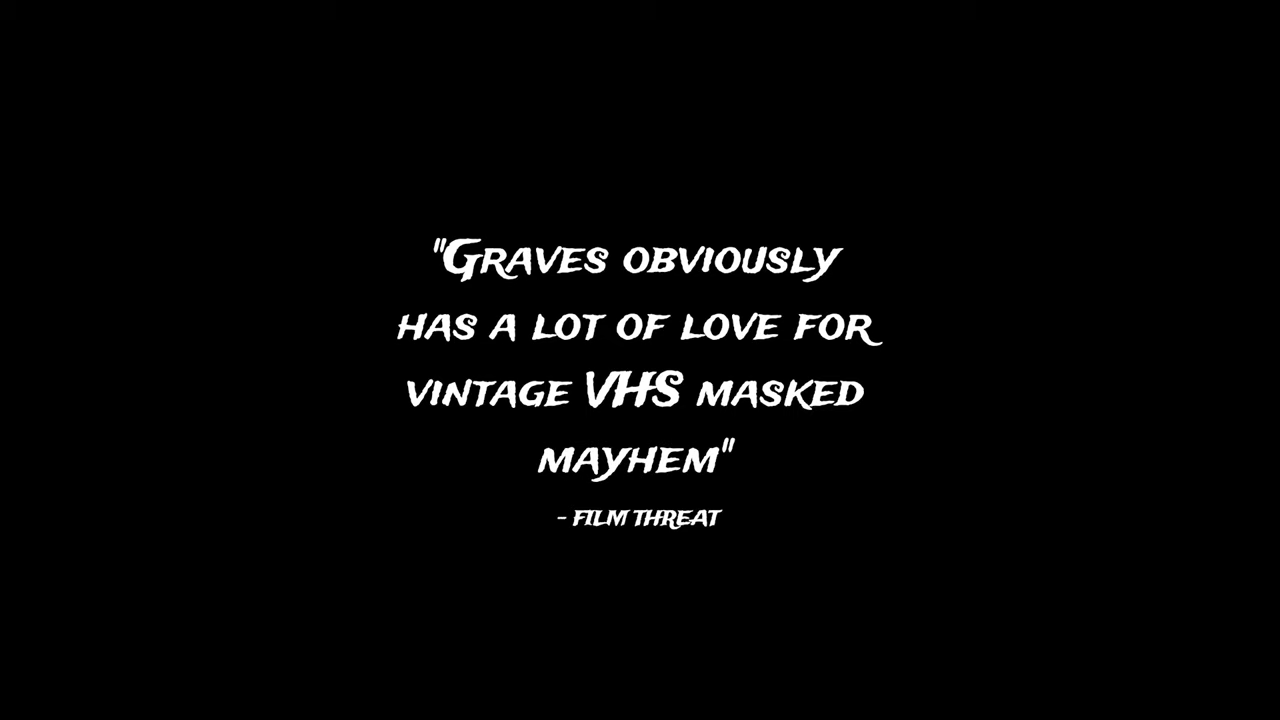 "Graves obviously
has a lot of love for
vintage VHS masked
mayhem"
- Film Threat